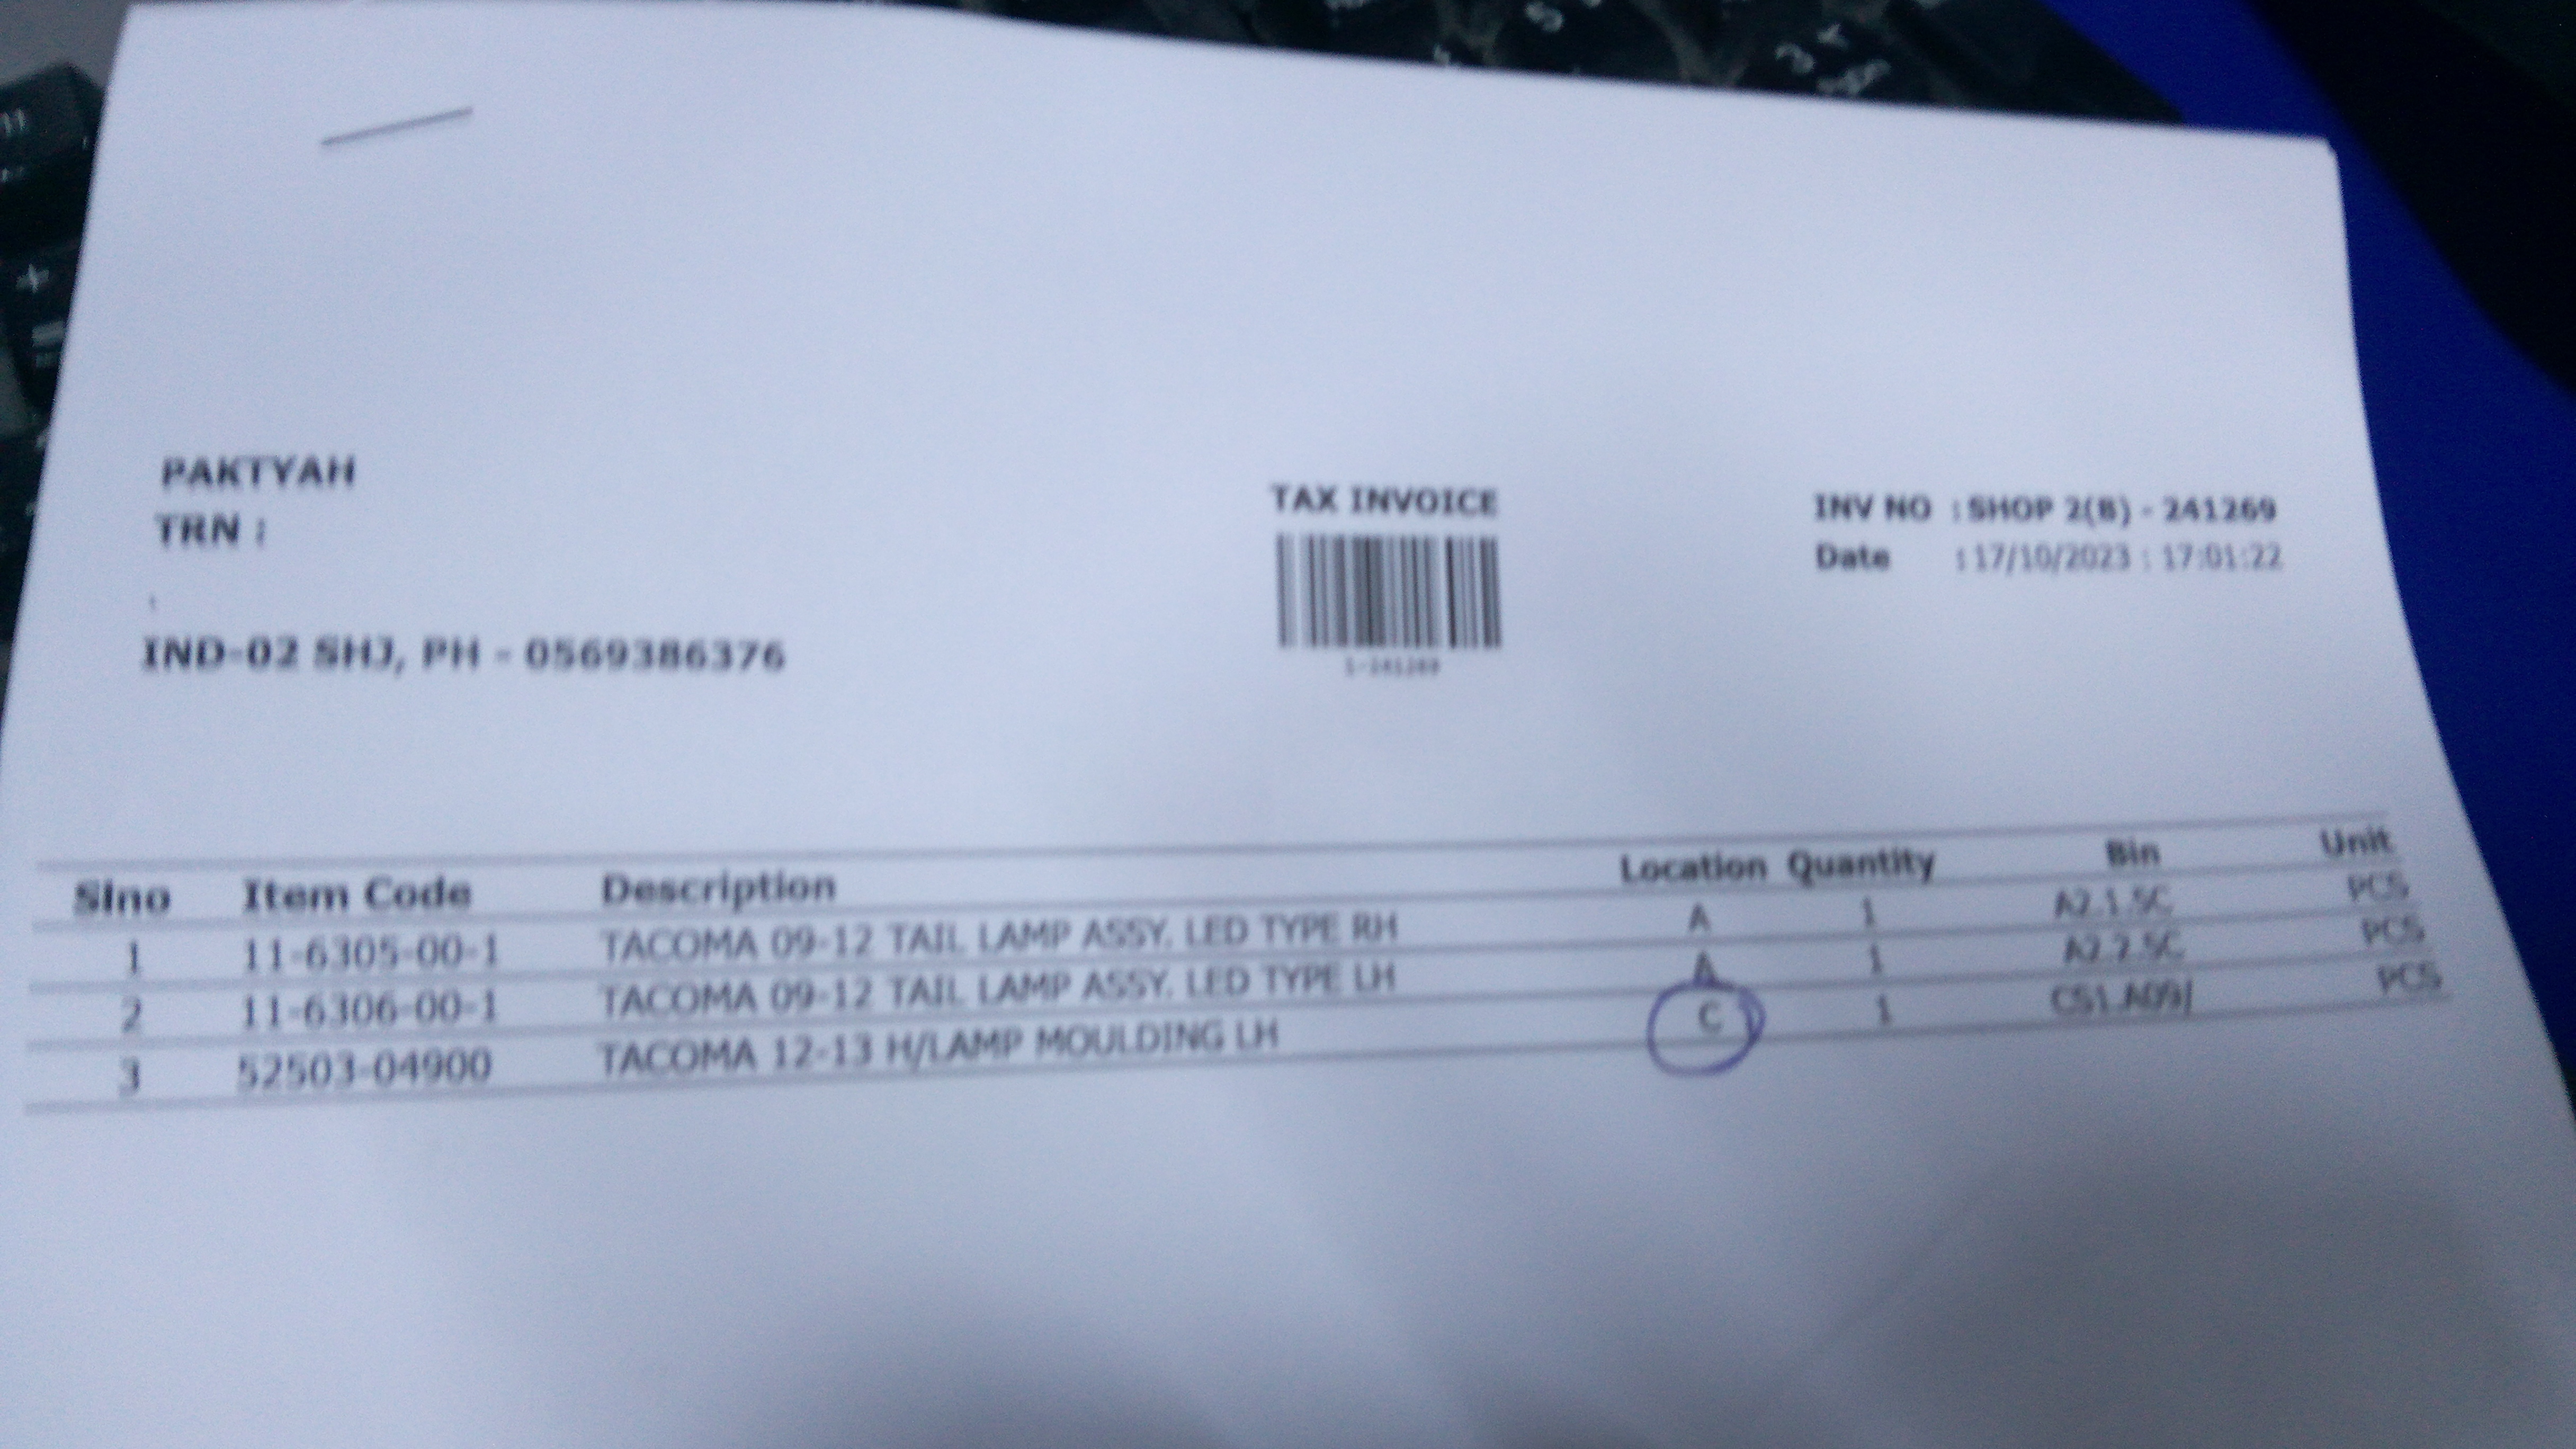 PAKTYAH
TRN :
IND-02 SHJ, PH - 0569386376
TAX INVOICE
1-241269
INV NO : SHOP 2(B) - 241269
Date : 17/10/2023 : 17:01:22
Slno Item Code Description Location Quantity Bin Unit
1 11-6305-00-1 TACOMA 09-12 TAIL LAMP ASSY. LED TYPE RH A 1 A2.1.5C PCS
2 11-6306-00-1 TACOMA 09-12 TAIL LAMP ASSY. LED TYPE LH A 1 A2.2.5C PCS
3 52503-04900 TACOMA 12-13 H/LAMP MOULDING LH C 1 CS1.A09J PCS